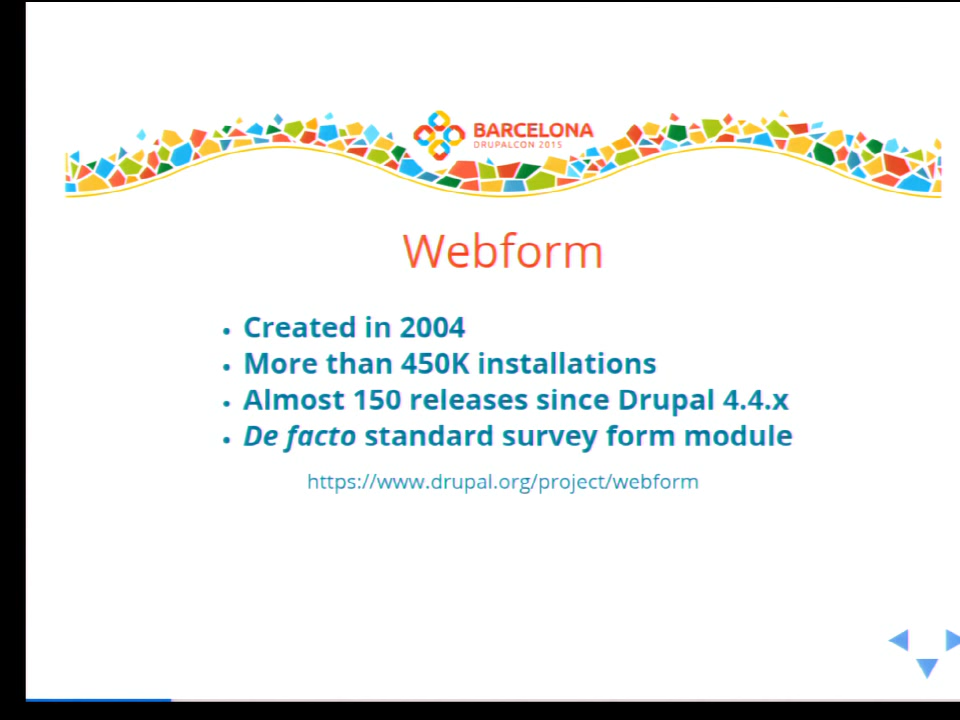 BARCELONA
DRUPALCON 2015
Webform
• Created in 2004
• More than 450K installations
• Almost 150 releases since Drupal 4.4.x
• De facto standard survey form module
https://www.drupal.org/project/webform